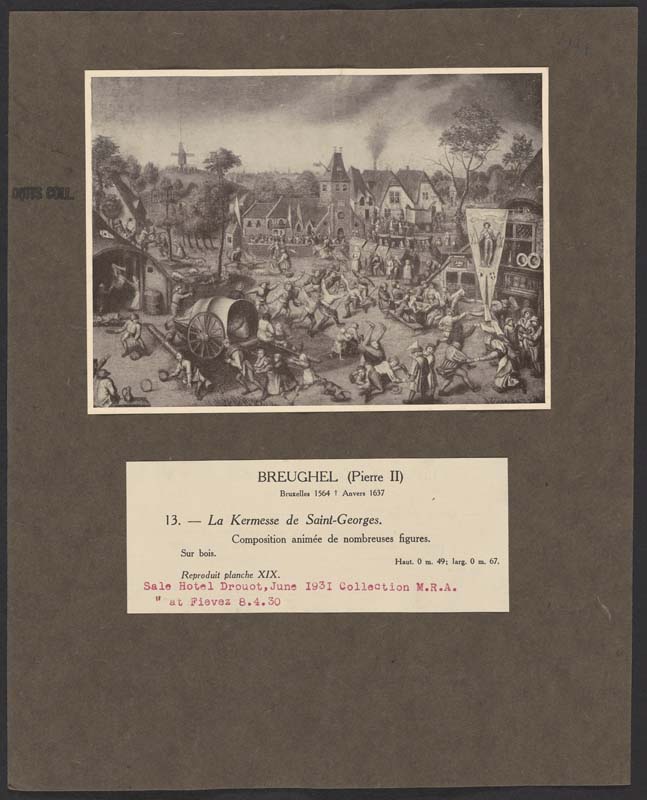 ORTS COLL.
BREUGHEL (Pierre II)
Bruxelles 1564 † Anvers 1637
13. — La Kermesse de Saint-Georges.
Composition animée de nombreuses figures.
Sur bois.
Haut. 0 m. 49; larg. 0 m. 67.
Reproduit planche XIX.
Sale Hotel Drouot,June 1931 Collection M.R.A.
" at Fievez 8.4.30